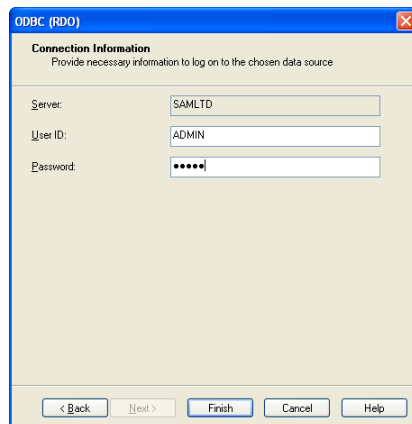 ODBC (RDO)
Connection Information
Provide necessary information to log on to the chosen data source
Server: SAMLTD
User ID: ADMIN
Password: •••••
< Back Next > Finish Cancel Help